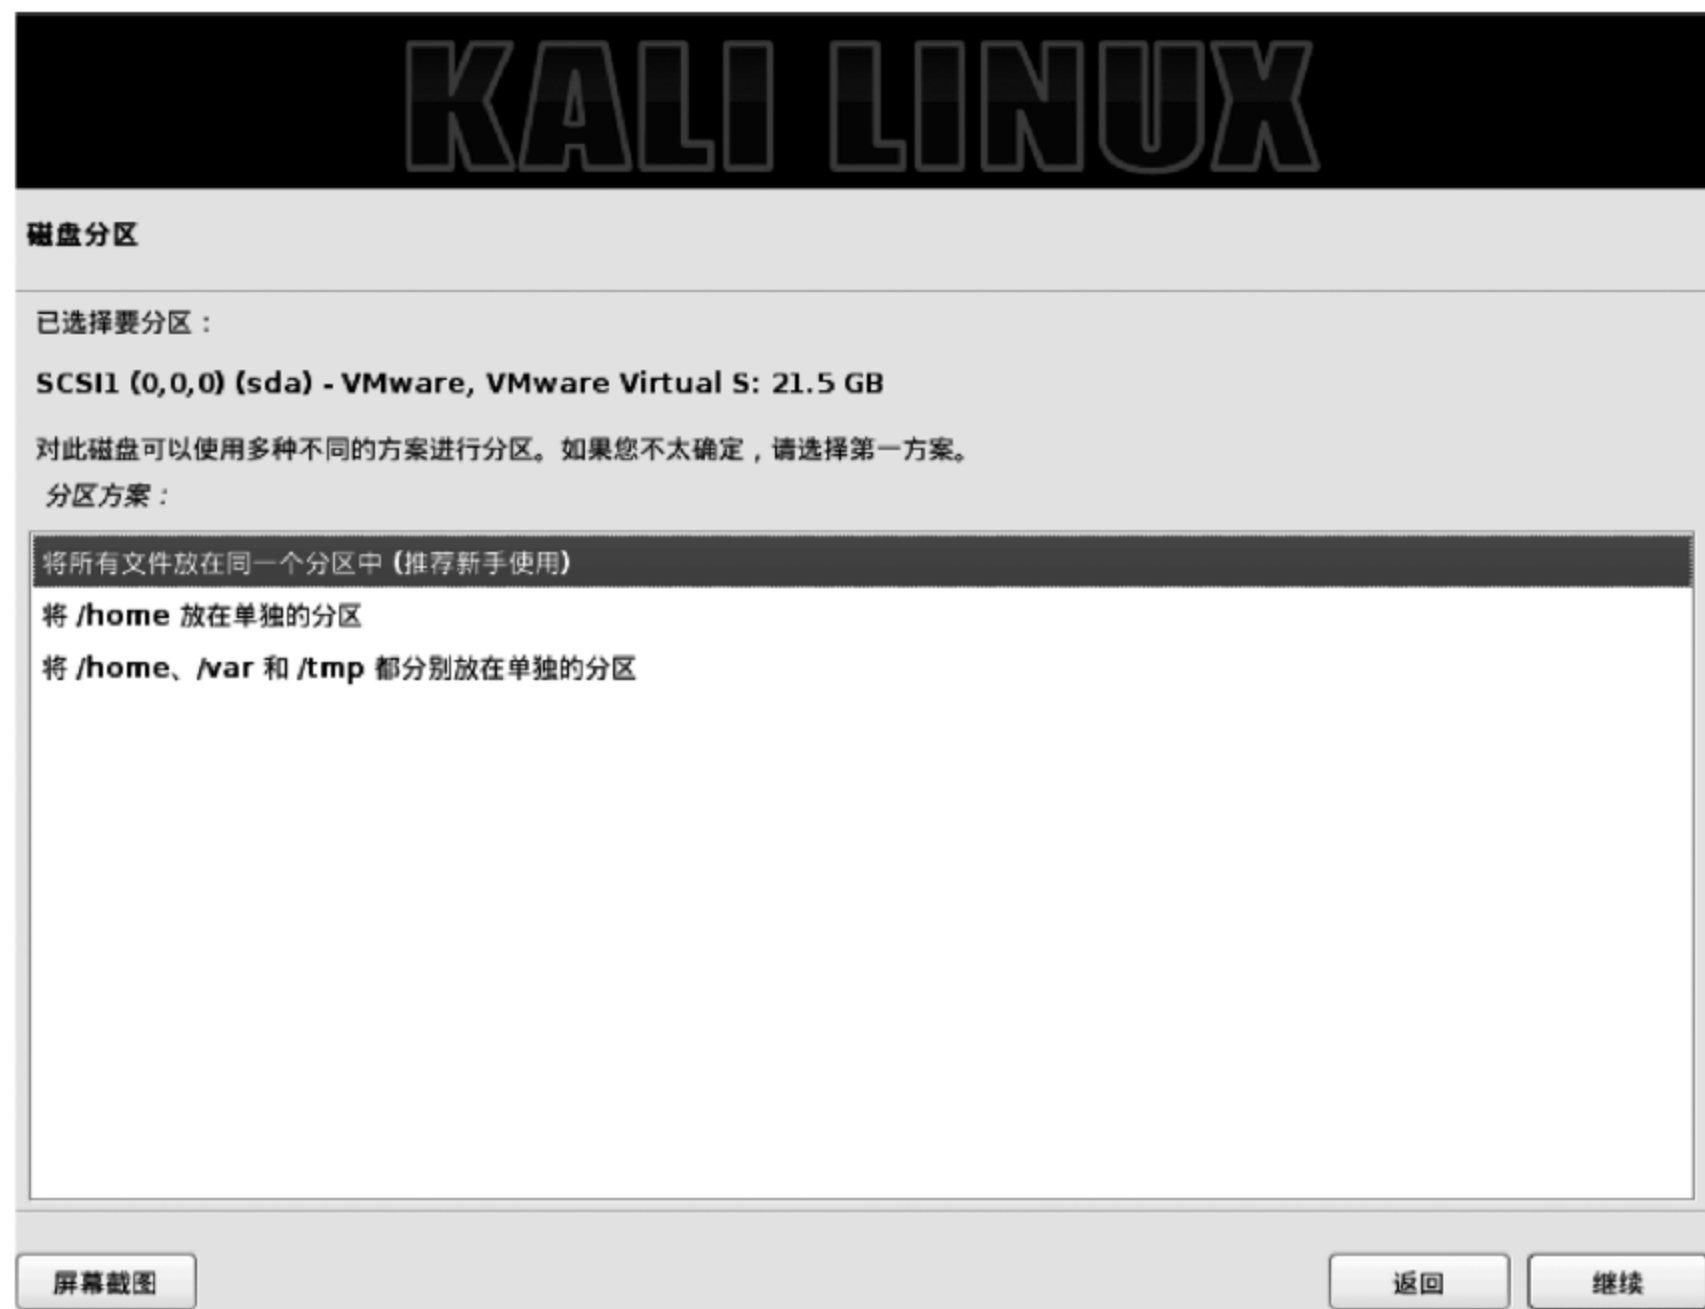 KALI LINUX
磁盘分区
已选择要分区：
SCSI1 (0,0,0) (sda) - VMware, VMware Virtual S: 21.5 GB
对此磁盘可以使用多种不同的方案进行分区。如果您不太确定，请选择第一方案。
分区方案：
将所有文件放在同一个分区中 (推荐新手使用)
将 /home 放在单独的分区
将 /home、/var 和 /tmp 都分别放在单独的分区
屏幕截图
返回
继续